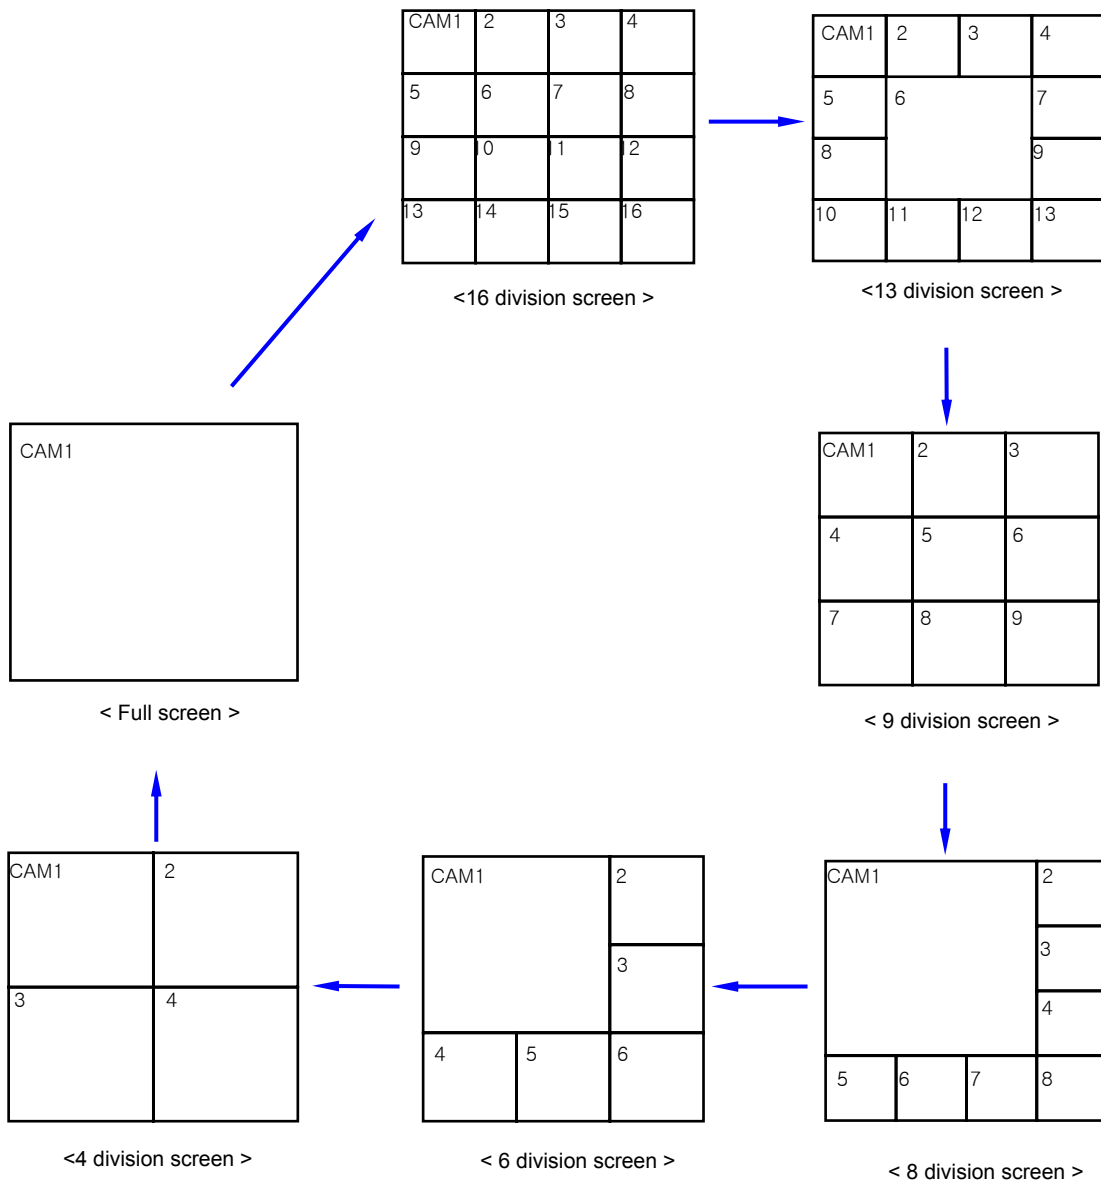 CAM1 2 3 4
5 6 7 8
9 10 11 12
13 14 15 16
<16 division screen >
CAM1 2 3 4
5 6 7
8 9
10 11 12 13
<13 division screen >
CAM1
< Full screen >
CAM1 2 3
4 5 6
7 8 9
< 9 division screen >
CAM1 2
3 4
<4 division screen >
CAM1 2
3
4 5 6
< 6 division screen >
CAM1 2
3
4
5 6 7 8
< 8 division screen >